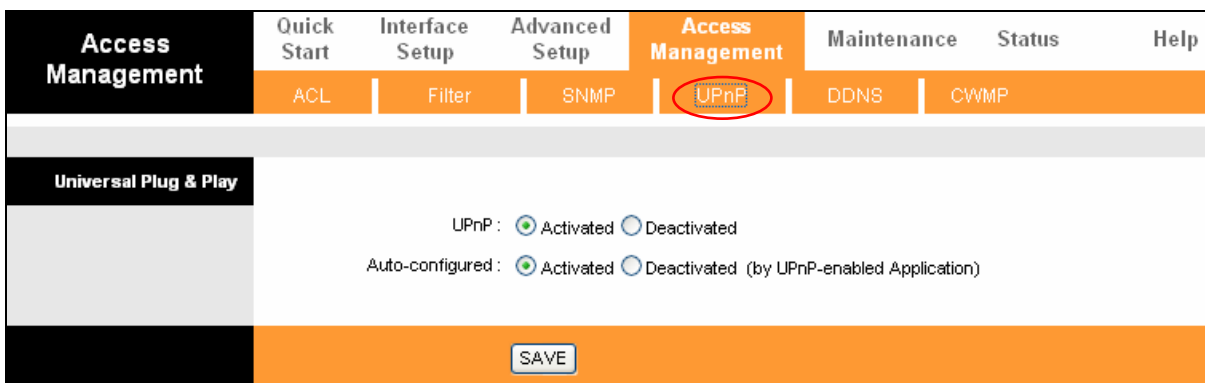 Access
Management
Quick
Start
Interface
Setup
Advanced
Setup
Access
Management
Maintenance
Status
Help
ACL
Filter
SNMP
UPnP
DDNS
CWMP
Universal Plug & Play
UPnP : Activated Deactivated
Auto-configured : Activated Deactivated (by UPnP-enabled Application)
SAVE